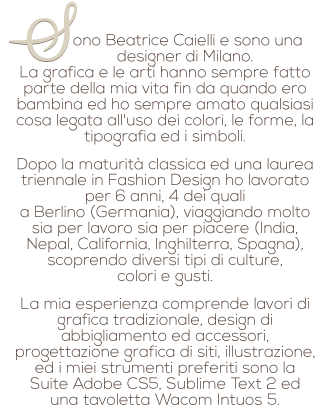 Sono Beatrice Caielli e sono una
designer di Milano.
La grafica e le arti hanno sempre fatto
parte della mia vita fin da quando ero
bambina ed ho sempre amato qualsiasi
cosa legata all'uso dei colori, le forme, la
tipografia ed i simboli.
Dopo la maturità classica ed una laurea
triennale in Fashion Design ho lavorato
per 6 anni, 4 dei quali
a Berlino (Germania), viaggiando molto
sia per lavoro sia per piacere (India,
Nepal, California, Inghilterra, Spagna),
scoprendo diversi tipi di culture,
colori e gusti.
La mia esperienza comprende lavori di
grafica tradizionale, design di
abbigliamento ed accessori,
progettazione grafica di siti, illustrazione,
ed i miei strumenti preferiti sono la
Suite Adobe CS5, Sublime Text 2 ed
una tavoletta Wacom Intuos 5.